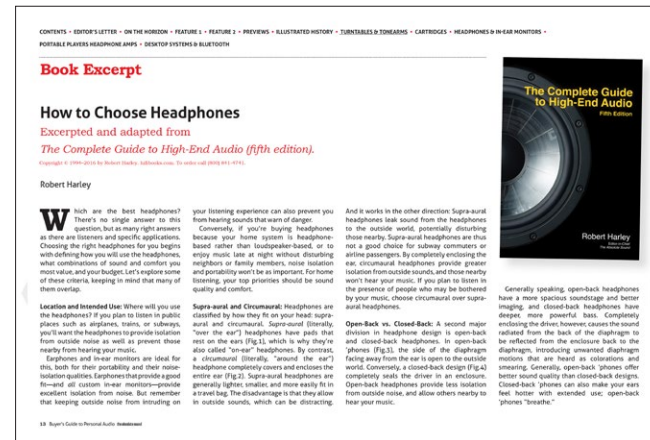 CONTENTS • EDITOR'S LETTER • ON THE HORIZON • FEATURE 1 • FEATURE 2 • PREVIEWS • ILLUSTRATED HISTORY • TURNTABLES & TONEARMS • CARTRIDGES • HEADPHONES & IN-EAR MONITORS •
PORTABLE PLAYERS HEADPHONE AMPS • DESKTOP SYSTEMS & BLUETOOTH
Book Excerpt
How to Choose Headphones
Excerpted and adapted from
The Complete Guide to High-End Audio (fifth edition).
Copyright © 1994–2016 by Robert Harley. hifibooks.com. To order call (800) 841-4741.
Robert Harley
Which are the best headphones?
There's no single answer to this
question, but as many right answers
as there are listeners and specific applications.
Choosing the right headphones for you begins
with defining how you will use the headphones,
what combinations of sound and comfort you
most value, and your budget. Let's explore some
of these criteria, keeping in mind that many of
them overlap.
Location and Intended Use: Where will you use
the headphones? If you plan to listen in public
places such as airplanes, trains, or subways,
you'll want the headphones to provide isolation
from outside noise as well as prevent those
nearby from hearing your music.
Earphones and in-ear monitors are ideal for
this, both for their portability and their noise-
isolation qualities. Earphones that provide a good
fit—and all custom in-ear monitors—provide
excellent isolation from noise. But remember
that keeping outside noise from intruding on
your listening experience can also prevent you
from hearing sounds that warn of danger.
Conversely, if you're buying headphones
because your home system is headphone-
based rather than loudspeaker-based, or to
enjoy music late at night without disturbing
neighbors or family members, noise isolation
and portability won't be as important. For home
listening, your top priorities should be sound
quality and comfort.
Supra-aural and Circumaural: Headphones are
classified by how they fit on your head: supra-
aural and circumaural. Supra-aural (literally,
"over the ear") headphones have pads that
rest on the ears (Fig.1), which is why they're
also called "on-ear" headphones. By contrast,
a circumaural (literally, "around the ear")
headphone completely covers and encloses the
entire ear (Fig.2). Supra-aural headphones are
generally lighter, smaller, and more easily fit in
a travel bag. The disadvantage is that they allow
in outside sounds, which can be distracting.
And it works in the other direction: Supra-aural
headphones leak sound from the headphones
to the outside world, potentially disturbing
those nearby. Supra-aural headphones are thus
not a good choice for subway commuters or
airline passengers. By completely enclosing the
ear, circumaural headphones provide greater
isolation from outside sounds, and those nearby
won't hear your music. If you plan to listen in
the presence of people who may be bothered
by your music, choose circumaural over supra-
aural headphones.
Open-Back vs. Closed-Back: A second major
division in headphone design is open-back
and closed-back headphones. In open-back
'phones (Fig.3), the side of the diaphragm
facing away from the ear is open to the outside
world. Conversely, a closed-back design (Fig.4)
completely seals the driver in an enclosure.
Open-back headphones provide less isolation
from outside noise, and allow others nearby to
hear your music.
The Complete Guide
to High-End Audio
Fifth Edition
Robert Harley
Editor-in-Chief
The Absolute Sound
Generally speaking, open-back headphones
have a more spacious soundstage and better
imaging, and closed-back headphones have
deeper, more powerful bass. Completely
enclosing the driver, however, causes the sound
radiated from the back of the diaphragm to
be reflected from the enclosure back to the
diaphragm, introducing unwanted diaphragm
motions that are heard as colorations and
smearing. Generally, open-back 'phones offer
better sound quality than closed-back designs.
Closed-back 'phones can also make your ears
feel hotter with extended use; open-back
'phones "breathe."
18 Buyer's Guide to Personal Audio